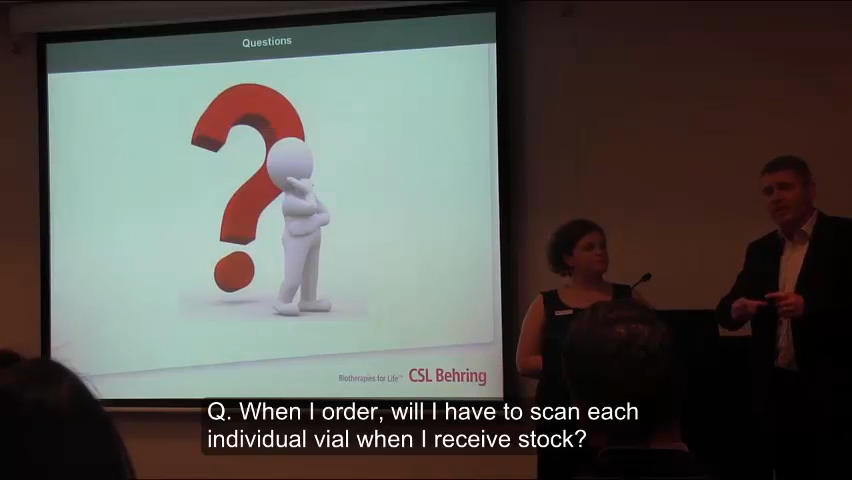 Questions
Biotherapies for Life™ CSL Behring
Q. When I order, will I have to scan each
individual vial when I receive stock?